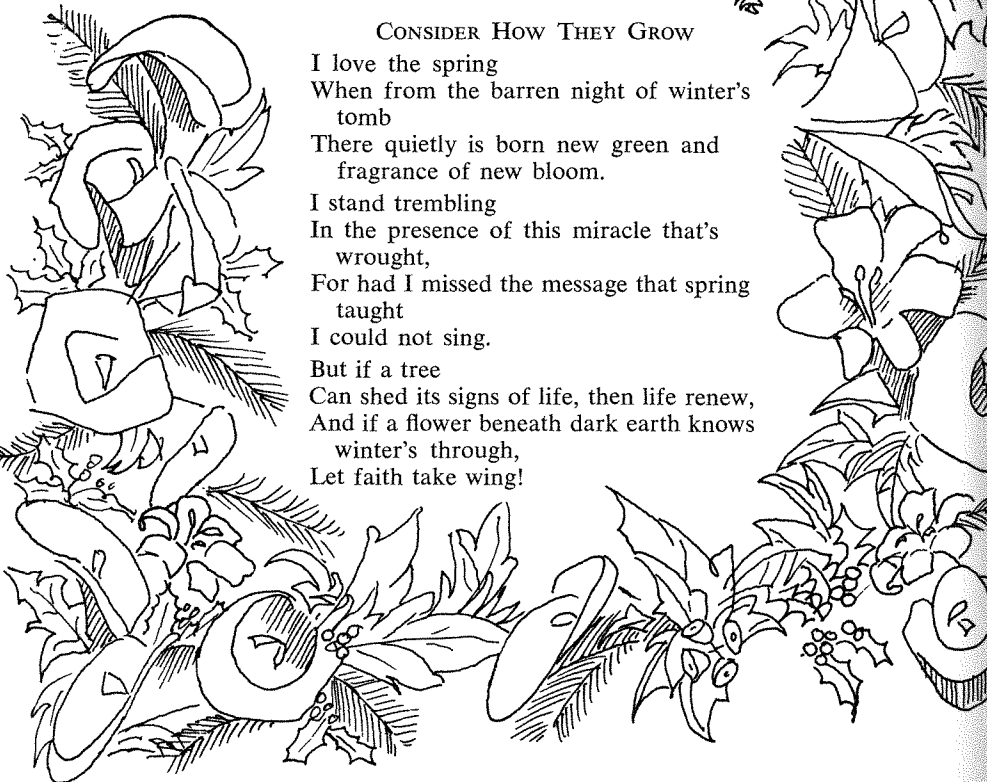 CONSIDER HOW THEY GROW
I love the spring
When from the barren night of winter's
tomb
There quietly is born new green and
fragrance of new bloom.
I stand trembling
In the presence of this miracle that's
wrought,
For had I missed the message that spring
taught
I could not sing.
But if a tree
Can shed its signs of life, then life renew,
And if a flower beneath dark earth knows
winter's through,
Let faith take wing!